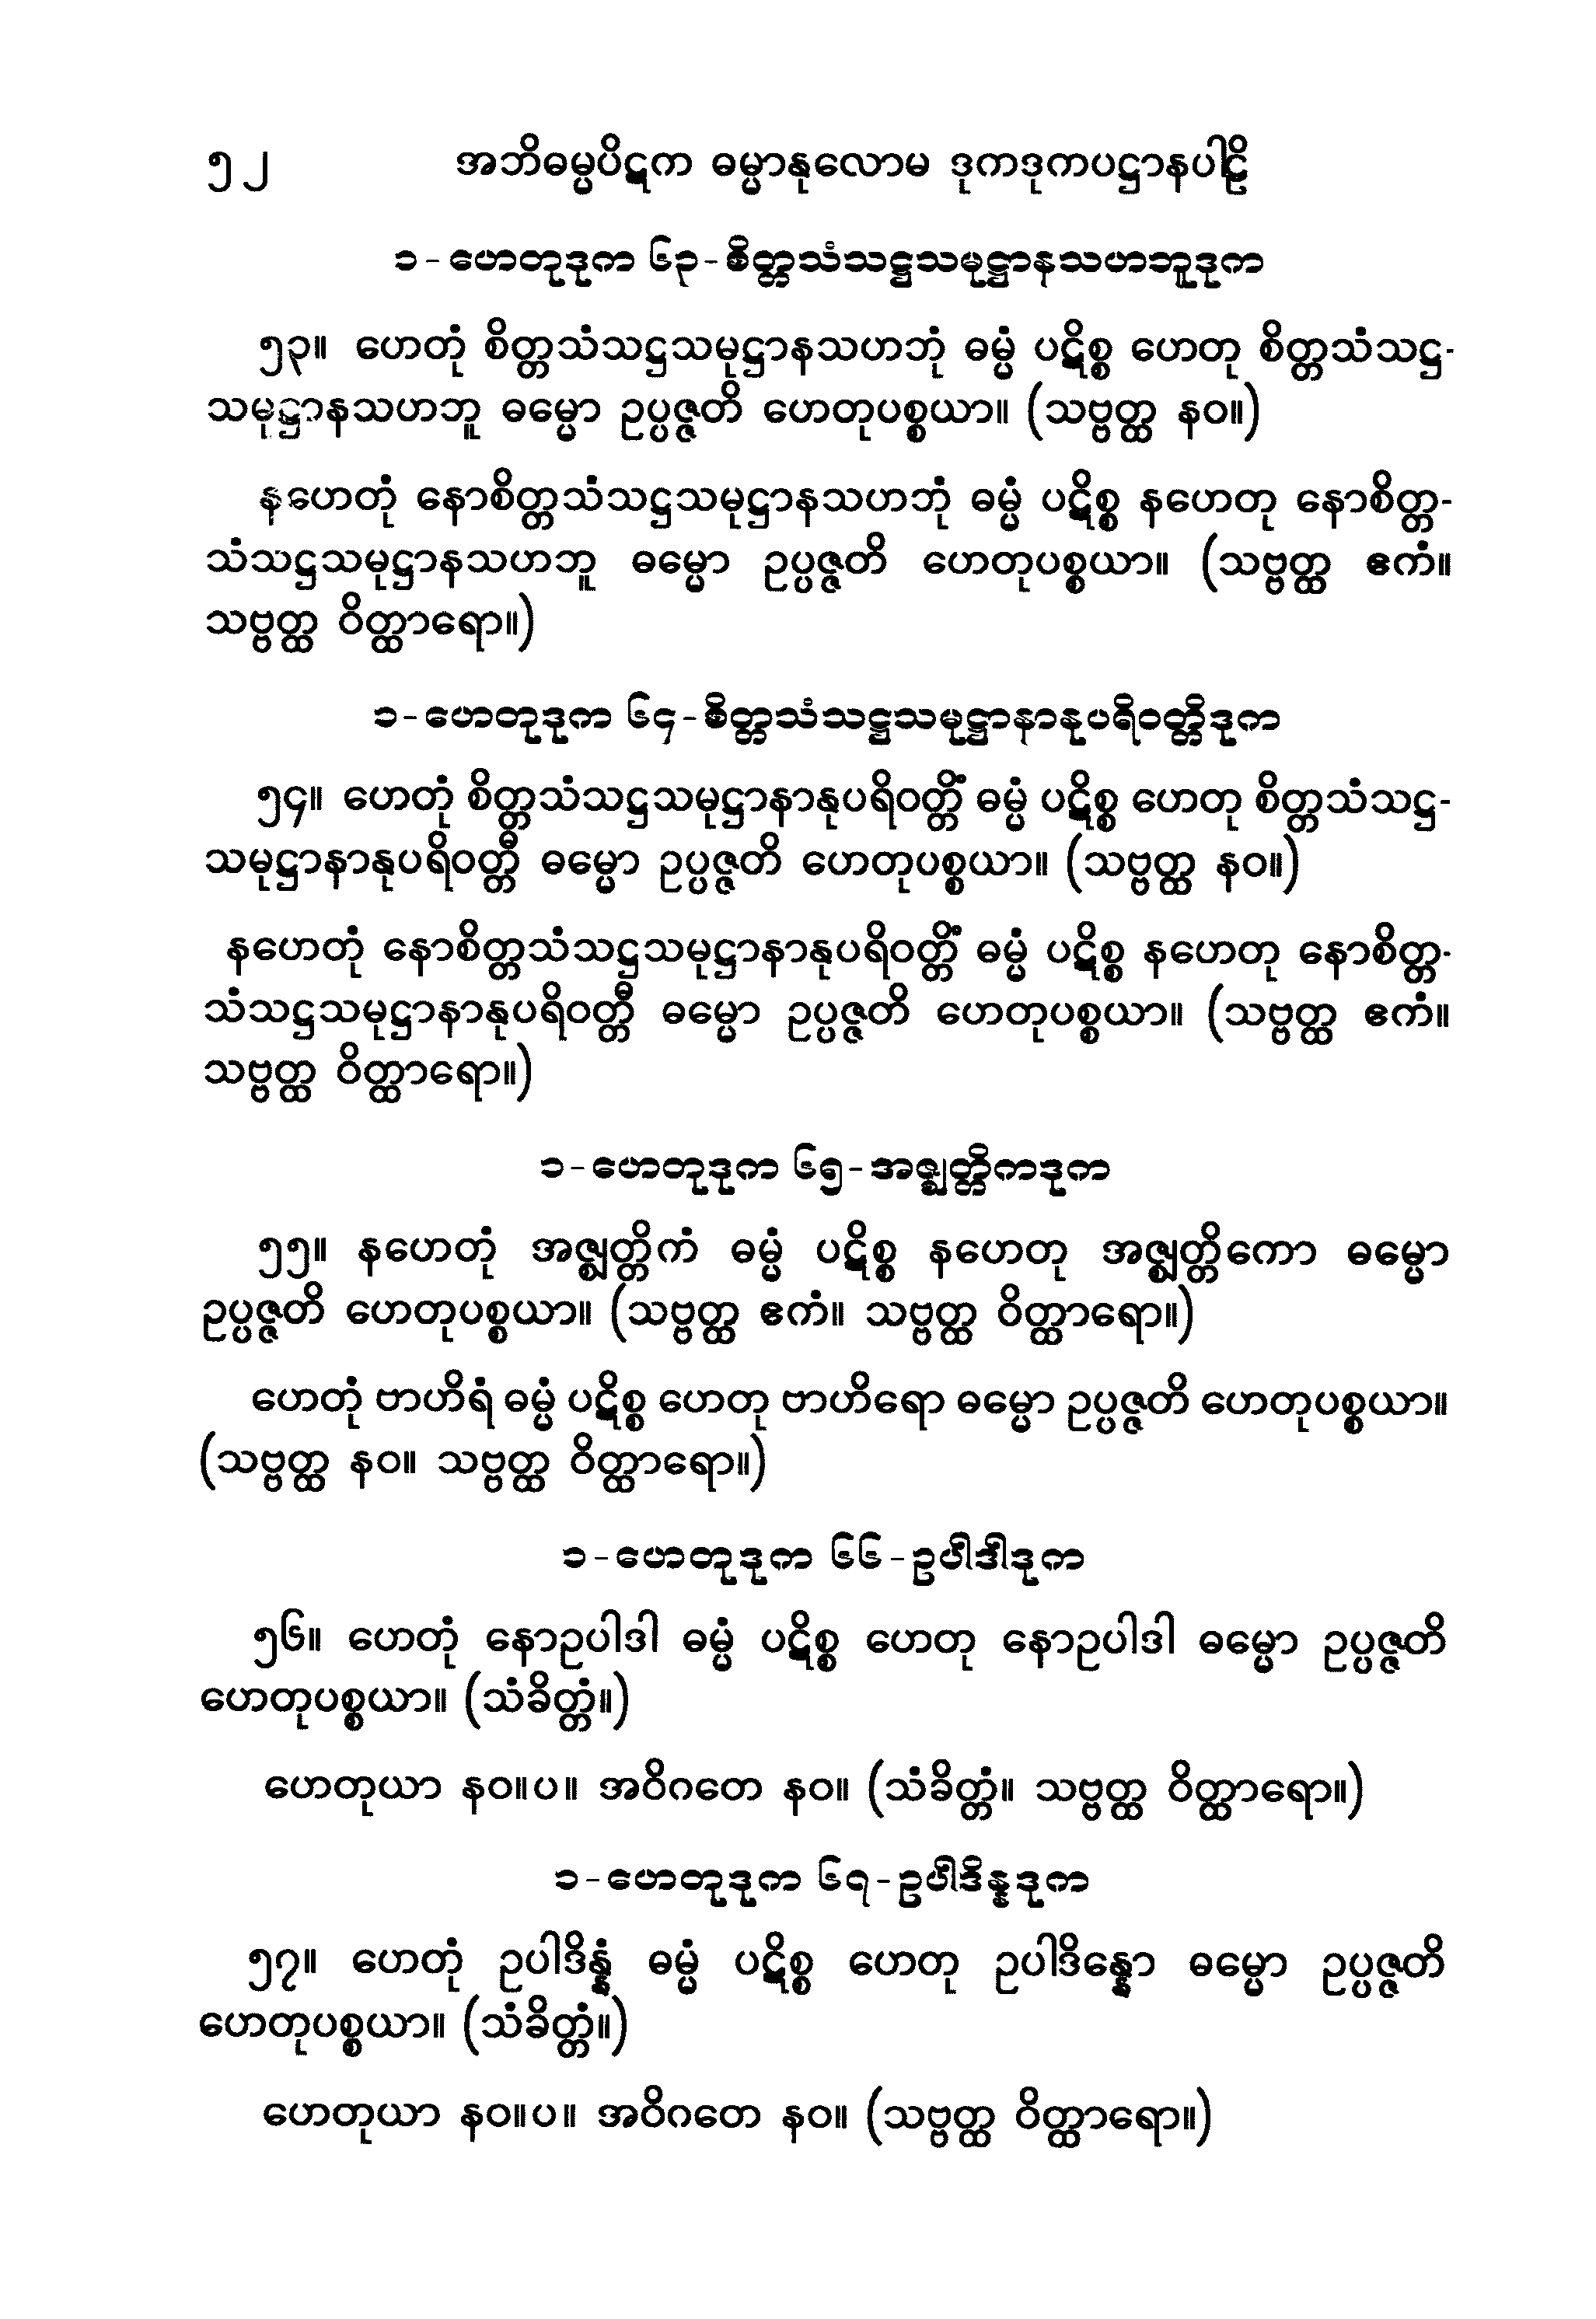 ၅၂ အဘိဓမ္မပိဋက ဓမ္မာနုလောမ ဒုကဒုကပဋ္ဌာနပါဠိ
၁-ဟေတုဒုက ၆၃-စိတ္တသံသဋ္ဌသမုဋ္ဌာနသဟဘူဒုက
၅၃။ ဟေတုံ စိတ္တသံသဋ္ဌသမုဋ္ဌာနသဟဘုံ ဓမ္မံ ပဋိစ္စ ဟေတု စိတ္တသံသဋ္ဌ-
သမုဋ္ဌာနသဟဘူ ဓမ္မော ဥပ္ပဇ္ဇတိ ဟေတုပစ္စယာ။ (သဗ္ဗတ္ထ နဝ။)
နဟေတုံ နောစိတ္တသံသဋ္ဌသမုဋ္ဌာနသဟဘုံ ဓမ္မံ ပဋိစ္စ နဟေတု နောစိတ္တ-
သံသဋ္ဌသမုဋ္ဌာနသဟဘူ ဓမ္မော ဥပ္ပဇ္ဇတိ ဟေတုပစ္စယာ။ (သဗ္ဗတ္ထ ဧကံ။
သဗ္ဗတ္ထ ဝိတ္ထာရော။)
၁-ဟေတုဒုက ၆၄-စိတ္တသံသဋ္ဌသမုဋ္ဌာနာနုပရိဝတ္တိဒုက
၅၄။ ဟေတုံ စိတ္တသံသဋ္ဌသမုဋ္ဌာနာနုပရိဝတ္တိံ ဓမ္မံ ပဋိစ္စ ဟေတု စိတ္တသံသဋ္ဌ-
သမုဋ္ဌာနာနုပရိဝတ္တီ ဓမ္မော ဥပ္ပဇ္ဇတိ ဟေတုပစ္စယာ။ (သဗ္ဗတ္ထ နဝ။)
နဟေတုံ နောစိတ္တသံသဋ္ဌသမုဋ္ဌာနာနုပရိဝတ္တိံ ဓမ္မံ ပဋိစ္စ နဟေတု နောစိတ္တ-
သံသဋ္ဌသမုဋ္ဌာနာနုပရိဝတ္တီ ဓမ္မော ဥပ္ပဇ္ဇတိ ဟေတုပစ္စယာ။ (သဗ္ဗတ္ထ ဧကံ။
သဗ္ဗတ္ထ ဝိတ္ထာရော။)
၁-ဟေတုဒုက ၆၅-အဇ္ဈတ္တိကဒုက
၅၅။ နဟေတုံ အဇ္ဈတ္တိကံ ဓမ္မံ ပဋိစ္စ နဟေတု အဇ္ဈတ္တိကော ဓမ္မော
ဥပ္ပဇ္ဇတိ ဟေတုပစ္စယာ။ (သဗ္ဗတ္ထ ဧကံ။ သဗ္ဗတ္ထ ဝိတ္ထာရော။)
ဟေတုံ ဗာဟိရံ ဓမ္မံ ပဋိစ္စ ဟေတု ဗာဟိရော ဓမ္မော ဥပ္ပဇ္ဇတိ ဟေတုပစ္စယာ။
(သဗ္ဗတ္ထ နဝ။ သဗ္ဗတ္ထ ဝိတ္ထာရော။)
၁-ဟေတုဒုက ၆၆-ဥပါဒါဒုက
၅၆။ ဟေတုံ နောဥပါဒါ ဓမ္မံ ပဋိစ္စ ဟေတု နောဥပါဒါ ဓမ္မော ဥပ္ပဇ္ဇတိ
ဟေတုပစ္စယာ။ (သံခိတ္တံ။)
ဟေတုယာ နဝ။ပ။ အဝိဂတေ နဝ။ (သံခိတ္တံ။ သဗ္ဗတ္ထ ဝိတ္ထာရော။)
၁-ဟေတုဒုက ၆၇-ဥပါဒိန္နဒုက
၅၇။ ဟေတုံ ဥပါဒိန္နံ ဓမ္မံ ပဋိစ္စ ဟေတု ဥပါဒိန္နော ဓမ္မော ဥပ္ပဇ္ဇတိ
ဟေတုပစ္စယာ။ (သံခိတ္တံ။)
ဟေတုယာ နဝ။ပ။ အဝိဂတေ နဝ။ (သဗ္ဗတ္ထ ဝိတ္ထာရော။)